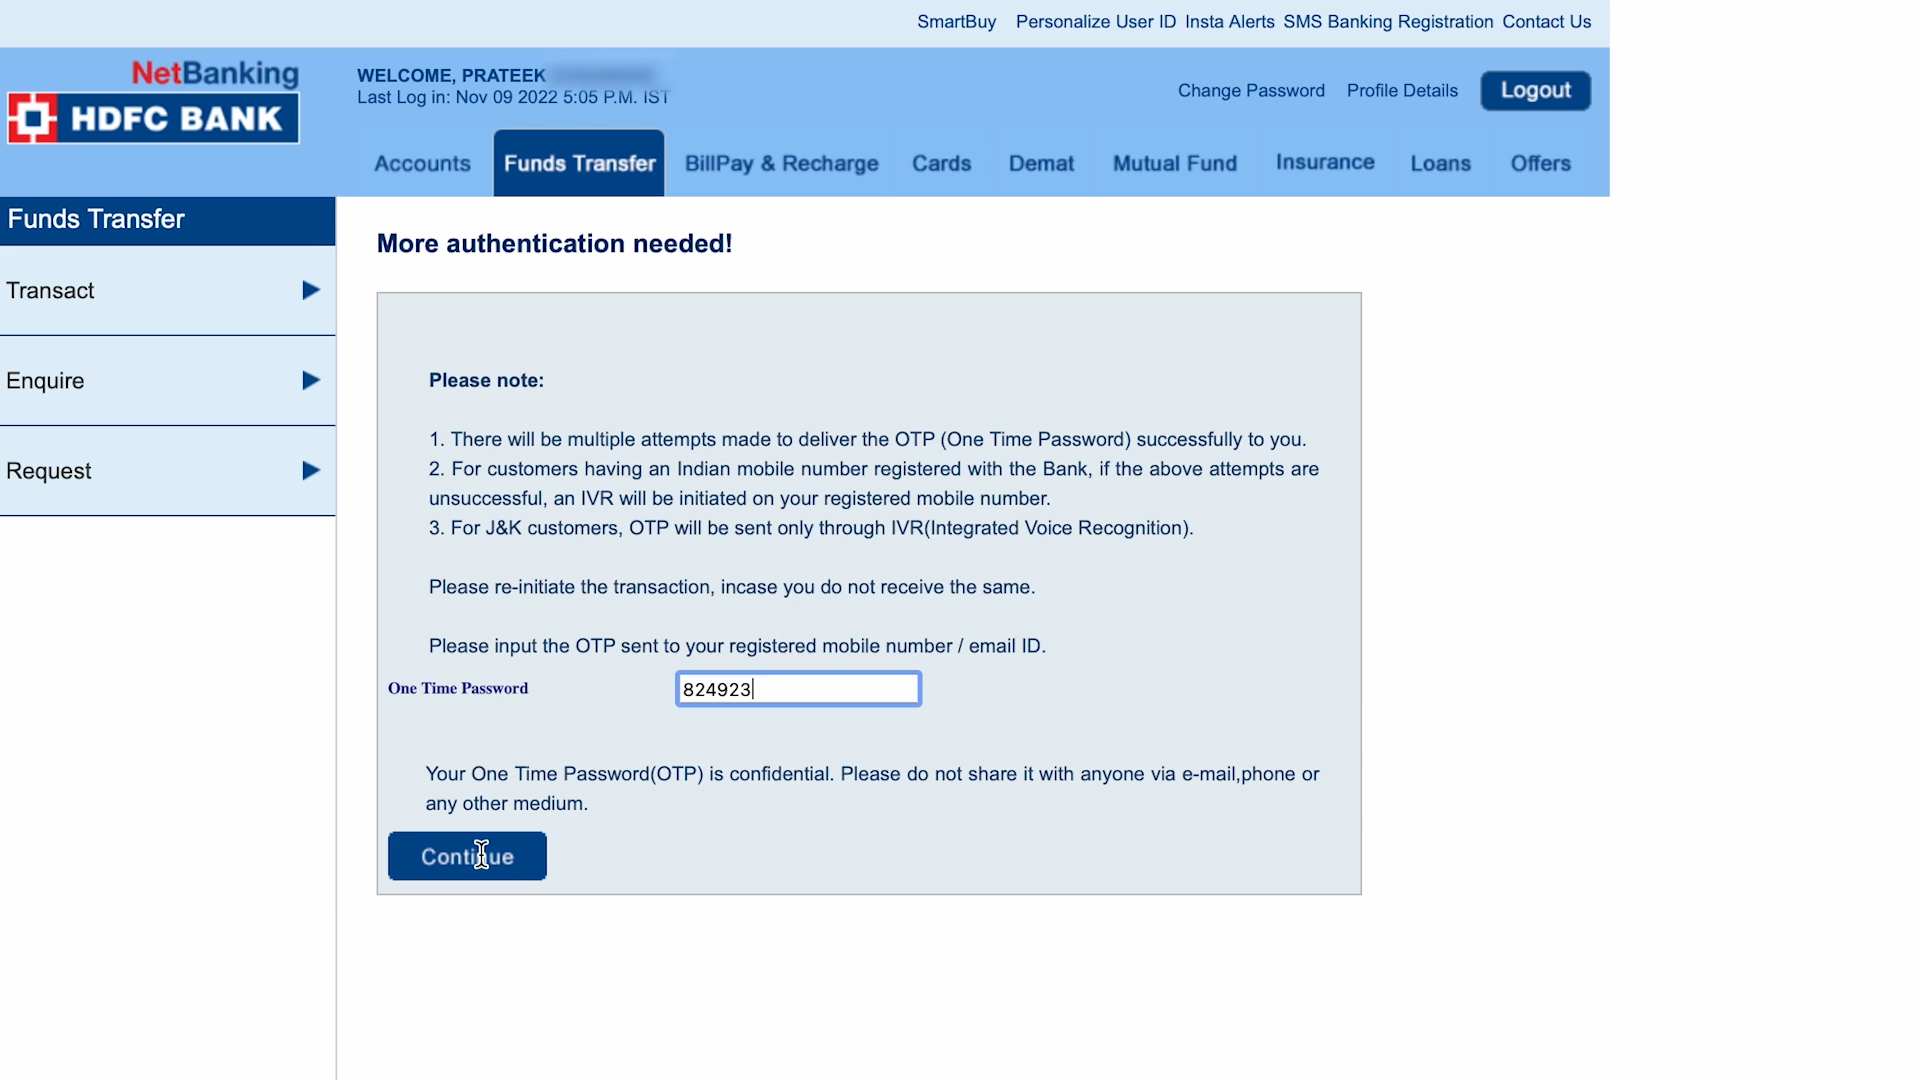 SmartBuy Personalize User ID Insta Alerts SMS Banking Registration Contact Us
NetBanking
HDFC BANK
WELCOME, PRATEEK
Last Log in: Nov 09 2022 5:05 P.M. IST
Change Password Profile Details Logout
Accounts Funds Transfer BillPay & Recharge Cards Demat Mutual Fund Insurance Loans Offers
Funds Transfer
Transact
Enquire
Request
More authentication needed!
Please note:
1. There will be multiple attempts made to deliver the OTP (One Time Password) successfully to you.
2. For customers having an Indian mobile number registered with the Bank, if the above attempts are
unsuccessful, an IVR will be initiated on your registered mobile number.
3. For J&K customers, OTP will be sent only through IVR(Integrated Voice Recognition).
Please re-initiate the transaction, incase you do not receive the same.
Please input the OTP sent to your registered mobile number / email ID.
One Time Password 824923
Your One Time Password(OTP) is confidential. Please do not share it with anyone via e-mail,phone or
any other medium.
Continue